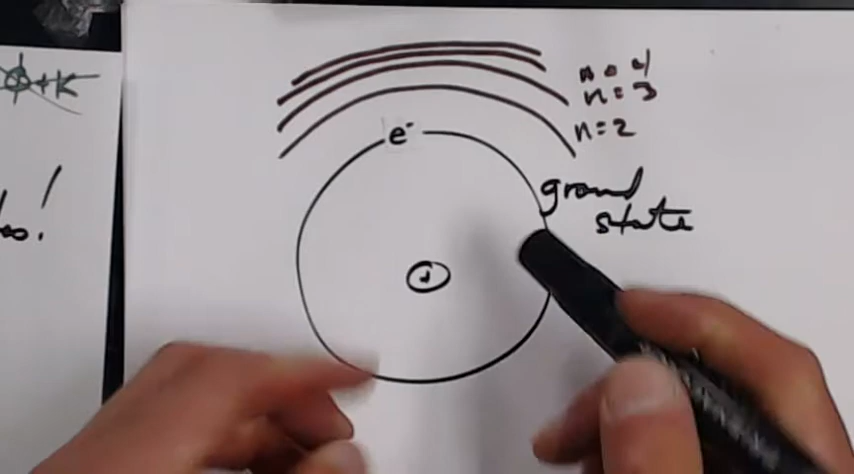 +K
n = 4
n = 3
n = 2
e-
ground
state
+